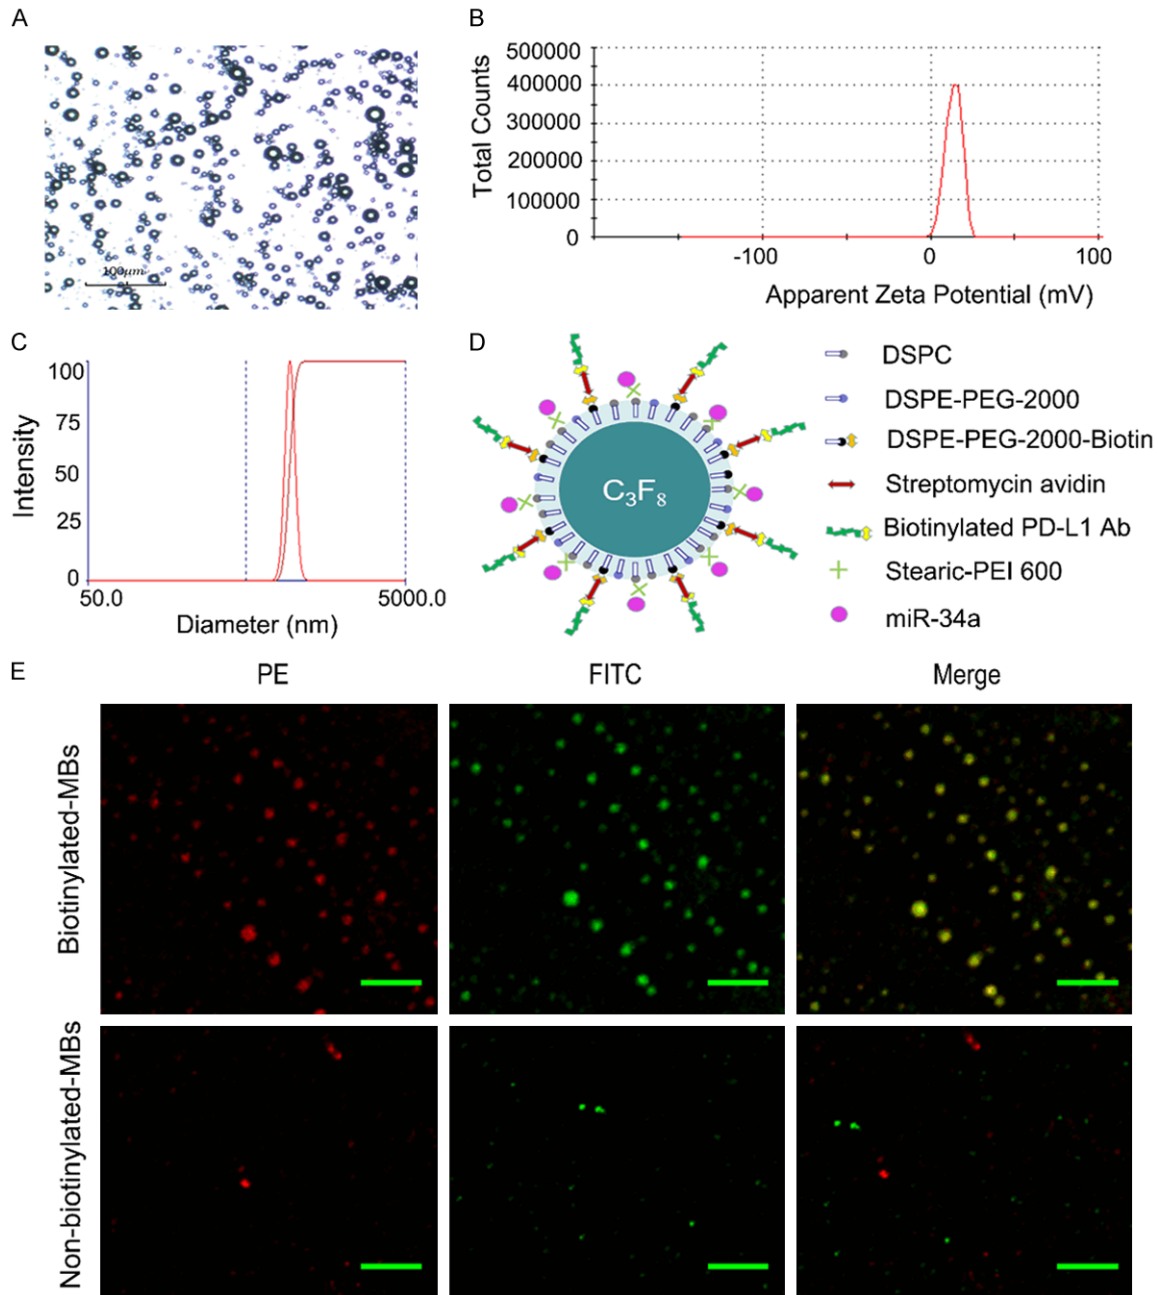 A
100μm
B
Total Counts
500000
400000
300000
200000
100000
0
-100
0
100
Apparent Zeta Potential (mV)
C
Intensity
100
75
50
25
0
50.0
5000.0
Diameter (nm)
D
C₃F₈
DSPC
DSPE-PEG-2000
DSPE-PEG-2000-Biotin
Streptomycin avidin
Biotinylated PD-L1 Ab
Stearic-PEI 600
miR-34a
E
PE
FITC
Merge
Biotinylated-MBs
Non-biotinylated-MBs